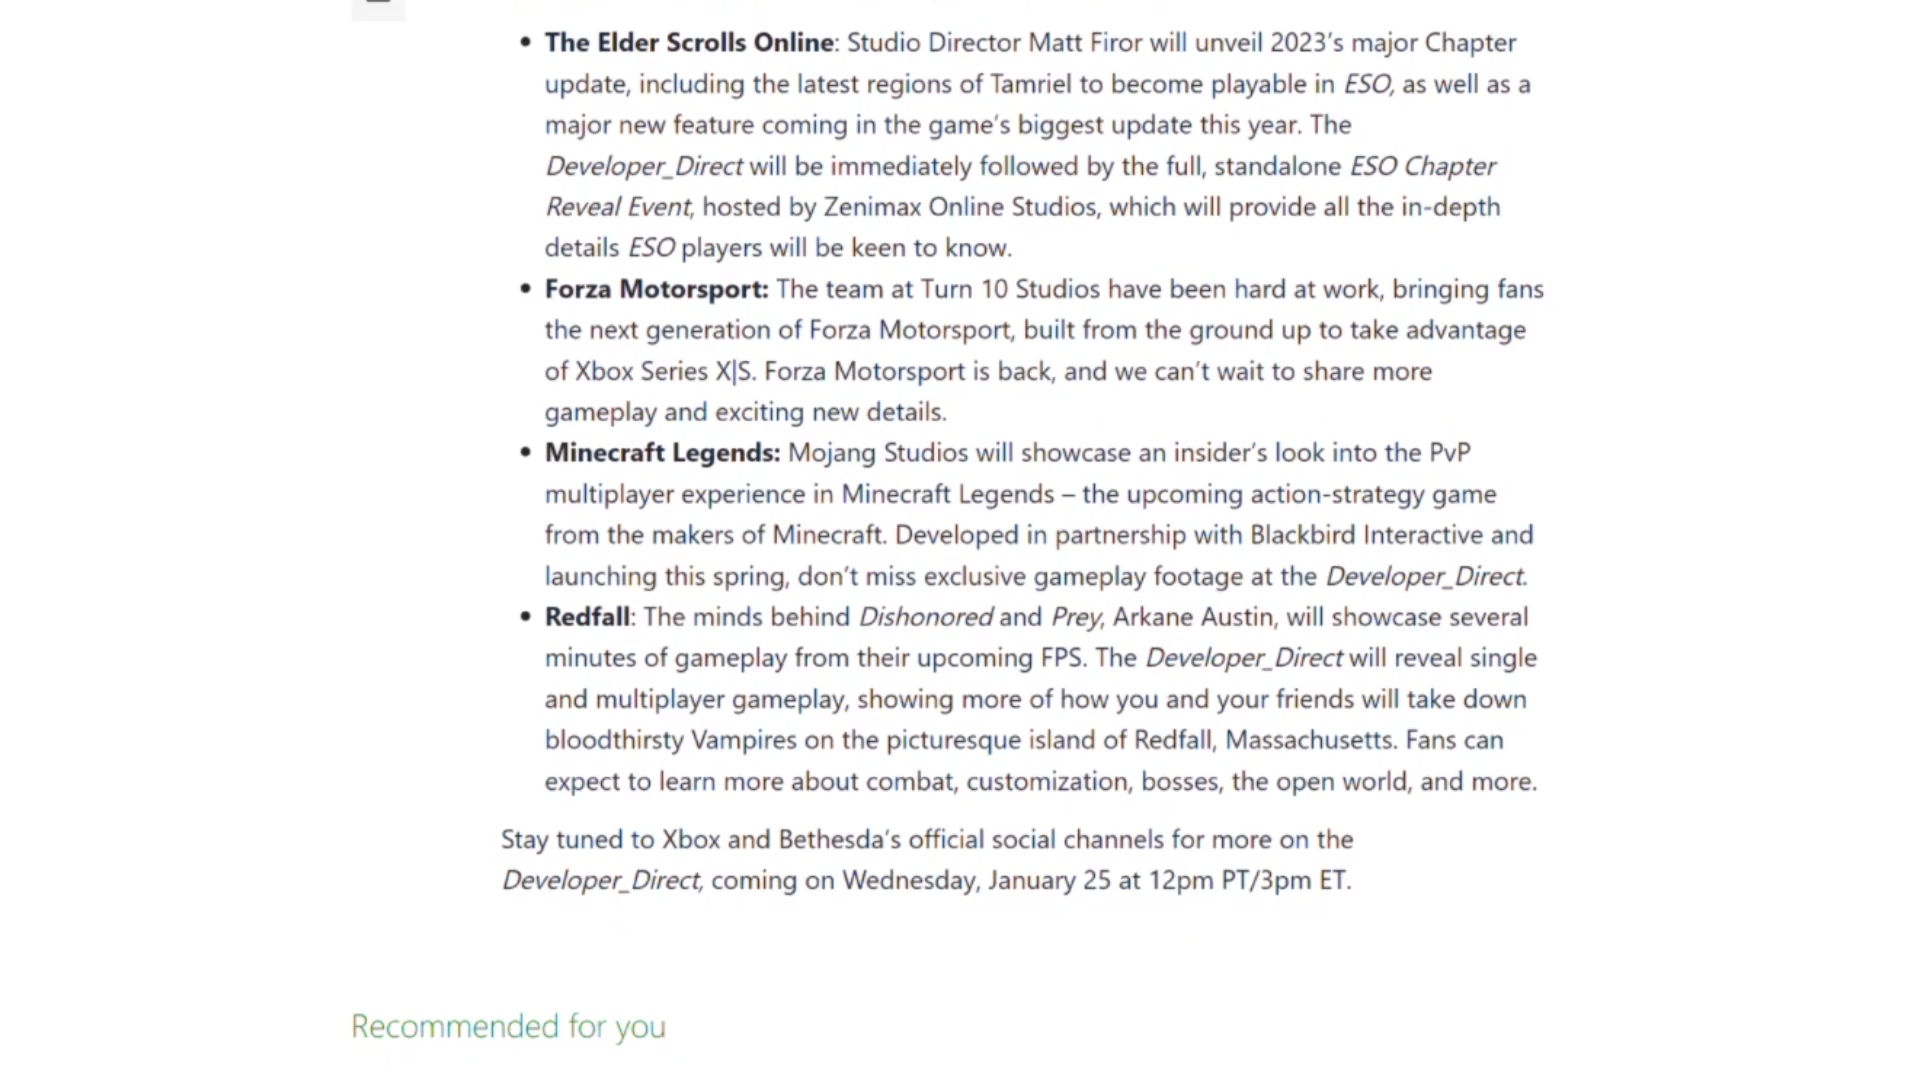 • The Elder Scrolls Online: Studio Director Matt Firor will unveil 2023’s major Chapter
update, including the latest regions of Tamriel to become playable in ESO, as well as a
major new feature coming in the game’s biggest update this year. The
Developer_Direct will be immediately followed by the full, standalone ESO Chapter
Reveal Event, hosted by Zenimax Online Studios, which will provide all the in-depth
details ESO players will be keen to know.
• Forza Motorsport: The team at Turn 10 Studios have been hard at work, bringing fans
the next generation of Forza Motorsport, built from the ground up to take advantage
of Xbox Series X|S. Forza Motorsport is back, and we can’t wait to share more
gameplay and exciting new details.
• Minecraft Legends: Mojang Studios will showcase an insider’s look into the PvP
multiplayer experience in Minecraft Legends – the upcoming action-strategy game
from the makers of Minecraft. Developed in partnership with Blackbird Interactive and
launching this spring, don’t miss exclusive gameplay footage at the Developer_Direct.
• Redfall: The minds behind Dishonored and Prey, Arkane Austin, will showcase several
minutes of gameplay from their upcoming FPS. The Developer_Direct will reveal single
and multiplayer gameplay, showing more of how you and your friends will take down
bloodthirsty Vampires on the picturesque island of Redfall, Massachusetts. Fans can
expect to learn more about combat, customization, bosses, the open world, and more.
Stay tuned to Xbox and Bethesda’s official social channels for more on the
Developer_Direct, coming on Wednesday, January 25 at 12pm PT/3pm ET.
Recommended for you